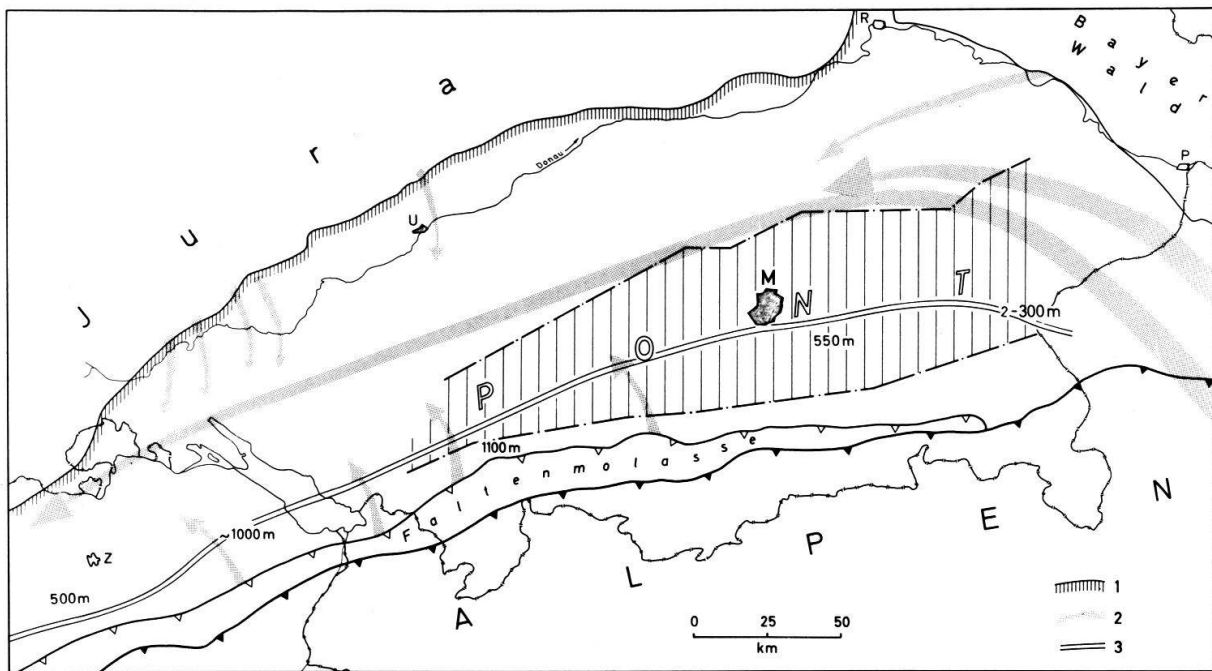 R
Bayer
Wald
P
Jura
Donau
U
M
PONT
2-300m
550m
1100m
Faltenmolasse
~1000m
Z
500m
ALPEN
0 25 50
km
1
2
3